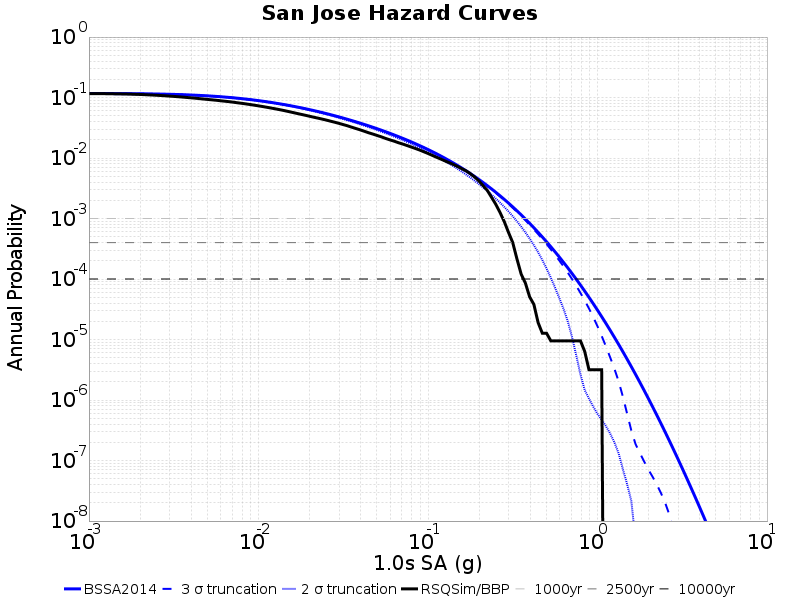 San Jose Hazard Curves
10^0
10^-1
10^-2
10^-3
10^-4
10^-5
10^-6
10^-7
10^-8
Annual Probability
10^-3 10^-2 10^-1 10^0 10^1
1.0s SA (g)
BSSA2014 3 σ truncation 2 σ truncation RSQSim/BBP 1000yr 2500yr 10000yr